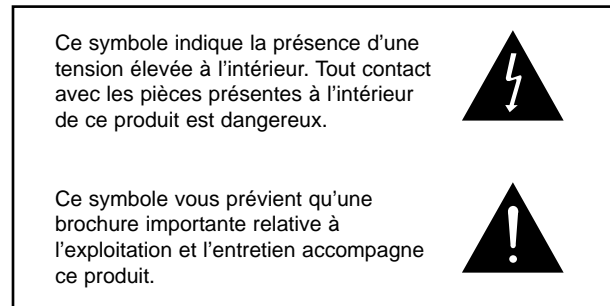 Ce symbole indique la présence d'une
tension élevée à l'intérieur. Tout contact
avec les pièces présentes à l'intérieur
de ce produit est dangereux.
Ce symbole vous prévient qu'une
brochure importante relative à
l'exploitation et l'entretien accompagne
ce produit.